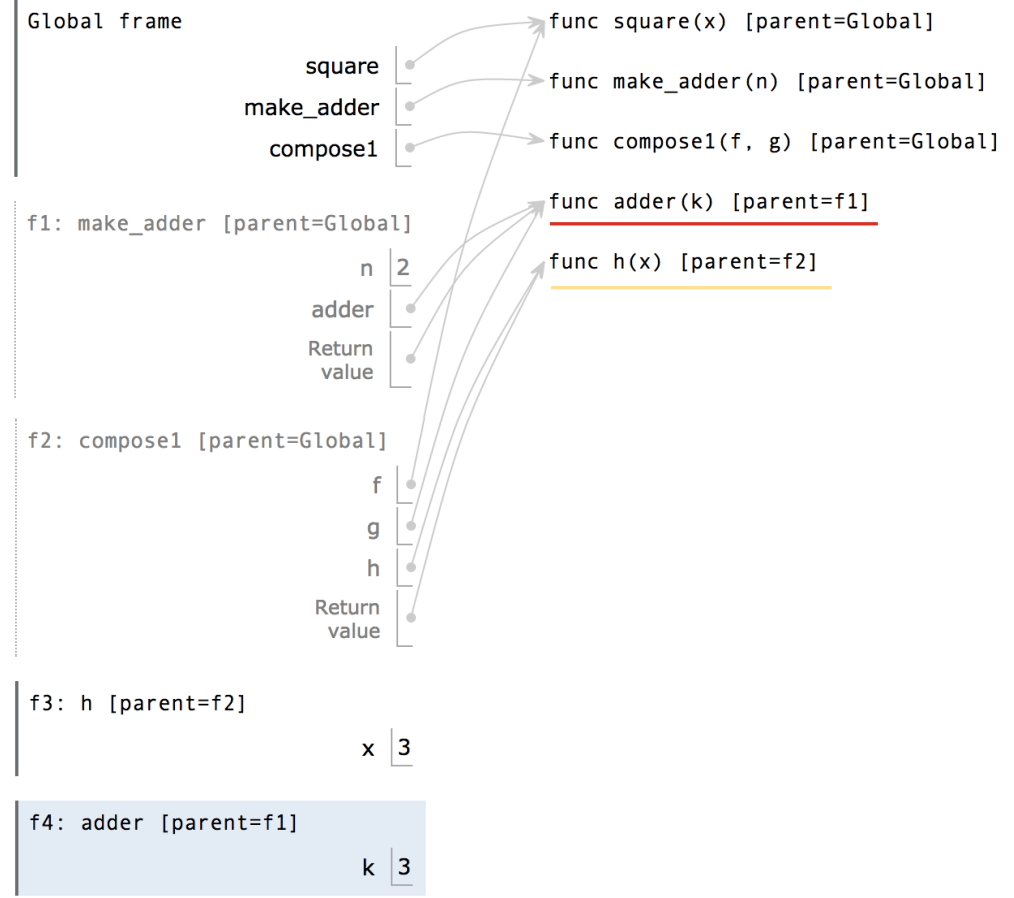 Global frame
func square(x) [parent=Global]
square
func make_adder(n) [parent=Global]
make_adder
func compose1(f, g) [parent=Global]
compose1
func adder(k) [parent=f1]
f1: make_adder [parent=Global]
func h(x) [parent=f2]
n 2
adder
Return
value
f2: compose1 [parent=Global]
f
g
h
Return
value
f3: h [parent=f2]
x 3
f4: adder [parent=f1]
k 3